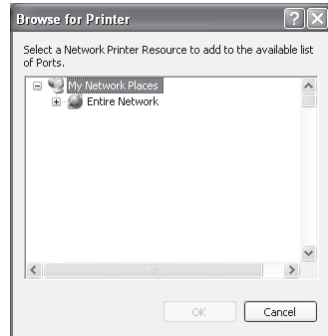 Browse for Printer
Select a Network Printer Resource to add to the available list
of Ports.
My Network Places
Entire Network
OK
Cancel